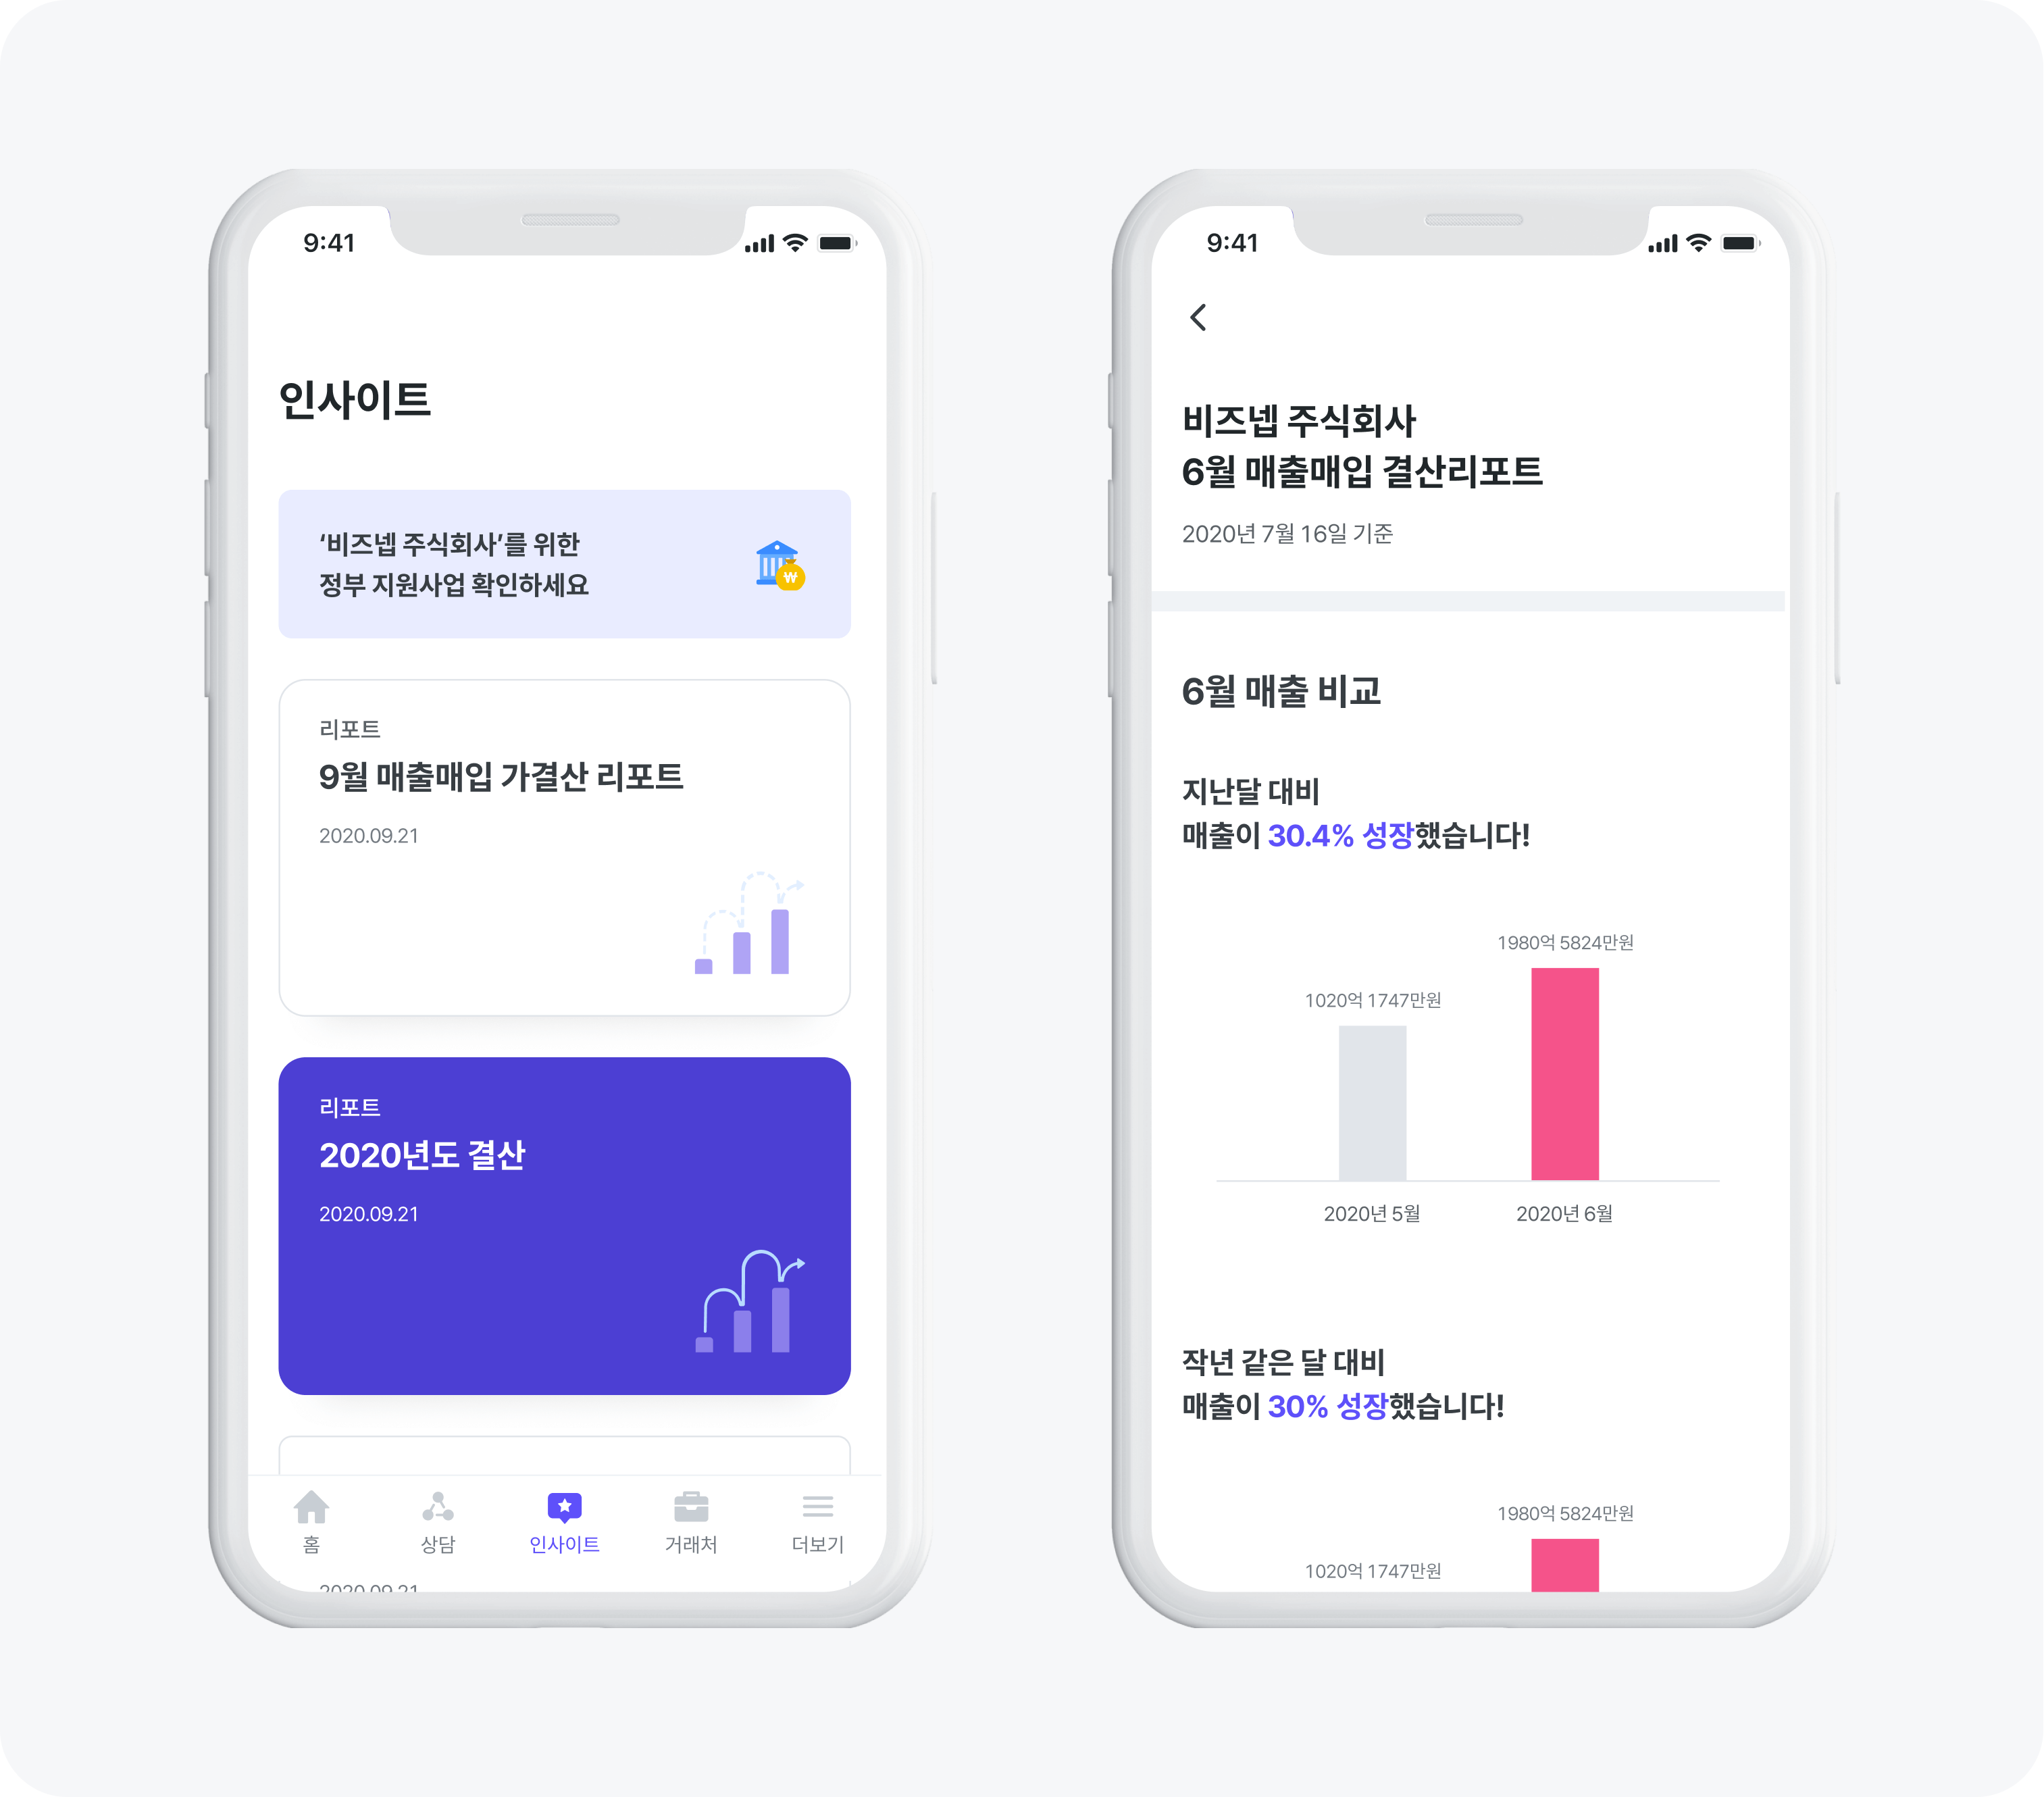 9:41
인사이트
‘비즈넵 주식회사’를 위한
정부 지원사업 확인하세요
리포트
9월 매출매입 가결산 리포트
2020.09.21
리포트
2020년도 결산
2020.09.21
홈
상담
인사이트
거래처
더보기
2020.09.21
9:41
비즈넵 주식회사
6월 매출매입 결산리포트
2020년 7월 16일 기준
6월 매출 비교
지난달 대비
매출이 30.4% 성장했습니다!
1980억 5824만원
1020억 1747만원
2020년 5월
2020년 6월
작년 같은 달 대비
매출이 30% 성장했습니다!
1980억 5824만원
1020억 1747만원